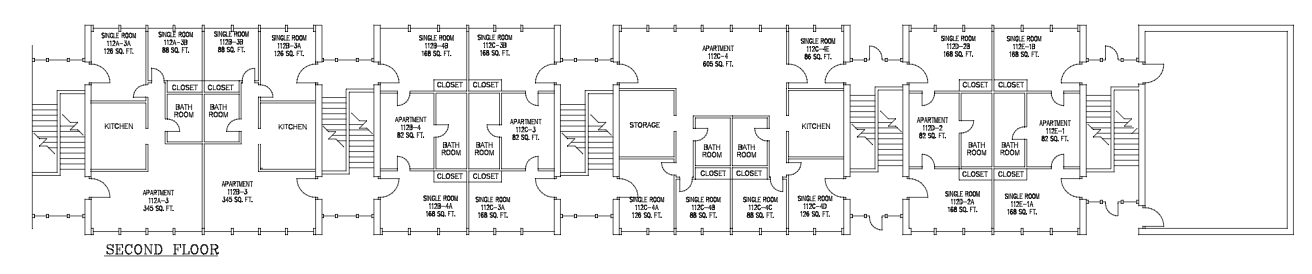 SINGLE ROOM
112A-3A
126 SQ. FT.
SINGLE ROOM
112A-3B
88 SQ. FT.
SINGLE ROOM
112B-3B
88 SQ. FT.
SINGLE ROOM
112B-3A
126 SQ. FT.
SINGLE ROOM
112B-4B
168 SQ. FT.
SINGLE ROOM
112C-3B
168 SQ. FT.
APARTMENT
112C-4
605 SQ. FT.
SINGLE ROOM
112C-4E
86 SQ. FT.
SINGLE ROOM
112D-2B
168 SQ. FT.
SINGLE ROOM
112E-1B
168 SQ. FT.
CLOSET
CLOSET
CLOSET
CLOSET
CLOSET
CLOSET
KITCHEN
BATH
ROOM
BATH
ROOM
KITCHEN
APARTMENT
112B-4
82 SQ. FT.
BATH
ROOM
BATH
ROOM
APARTMENT
112C-3
82 SQ. FT.
STORAGE
BATH
ROOM
BATH
ROOM
KITCHEN
APARTMENT
112D-2
82 SQ. FT.
BATH
ROOM
BATH
ROOM
APARTMENT
112E-1
82 SQ. FT.
CLOSET
CLOSET
CLOSET
CLOSET
CLOSET
CLOSET
APARTMENT
112A-3
345 SQ. FT.
APARTMENT
112B-3
345 SQ. FT.
SINGLE ROOM
112B-4A
168 SQ. FT.
SINGLE ROOM
112C-3A
168 SQ. FT.
SINGLE ROOM
112C-4A
126 SQ. FT.
SINGLE ROOM
112C-4B
88 SQ. FT.
SINGLE ROOM
112C-4C
88 SQ. FT.
SINGLE ROOM
112C-4D
126 SQ. FT.
SINGLE ROOM
112D-2A
168 SQ. FT.
SINGLE ROOM
112E-1A
168 SQ. FT.
SECOND FLOOR